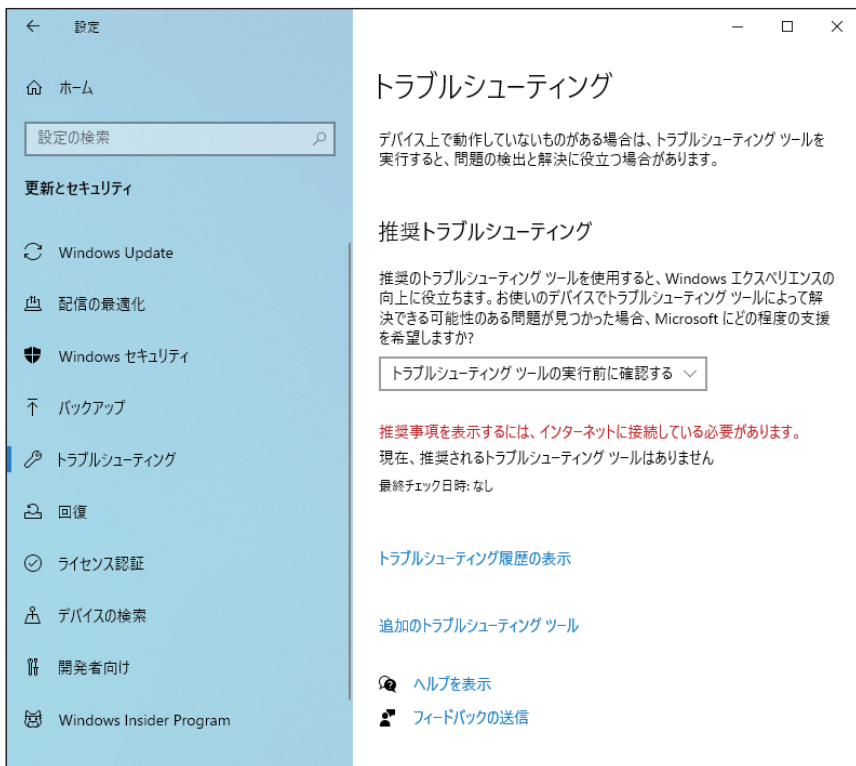 設定
ホーム
設定の検索
更新とセキュリティ
Windows Update
配信の最適化
Windows セキュリティ
バックアップ
トラブルシューティング
回復
ライセンス認証
デバイスの検索
開発者向け
Windows Insider Program
トラブルシューティング
デバイス上で動作していないものがある場合は、トラブルシューティング ツールを
実行すると、問題の検出と解決に役立つ場合があります。
推奨トラブルシューティング
推奨のトラブルシューティング ツールを使用すると、Windows エクスペリエンスの
向上に役立ちます。お使いのデバイスでトラブルシューティング ツールによって解
決できる可能性のある問題が見つかった場合、Microsoft にどの程度の支援
を希望しますか?
トラブルシューティング ツールの実行前に確認する
推奨事項を表示するには、インターネットに接続している必要があります。
現在、推奨されるトラブルシューティング ツールはありません
最終チェック日時: なし
トラブルシューティング履歴の表示
追加のトラブルシューティング ツール
ヘルプを表示
フィードバックの送信